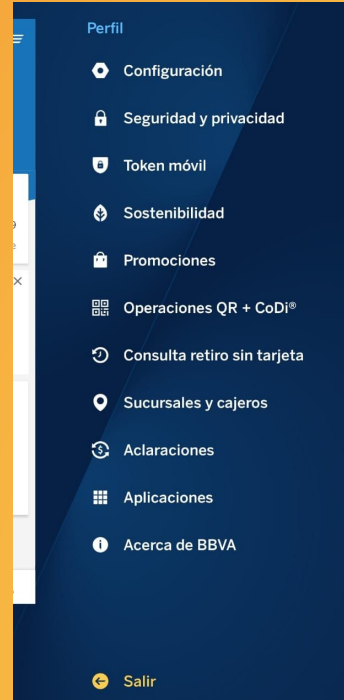 Perfil
Configuración
Seguridad y privacidad
Token móvil
Sostenibilidad
Promociones
Operaciones QR + CoDi®
Consulta retiro sin tarjeta
Sucursales y cajeros
Aclaraciones
Aplicaciones
Acerca de BBVA
Salir